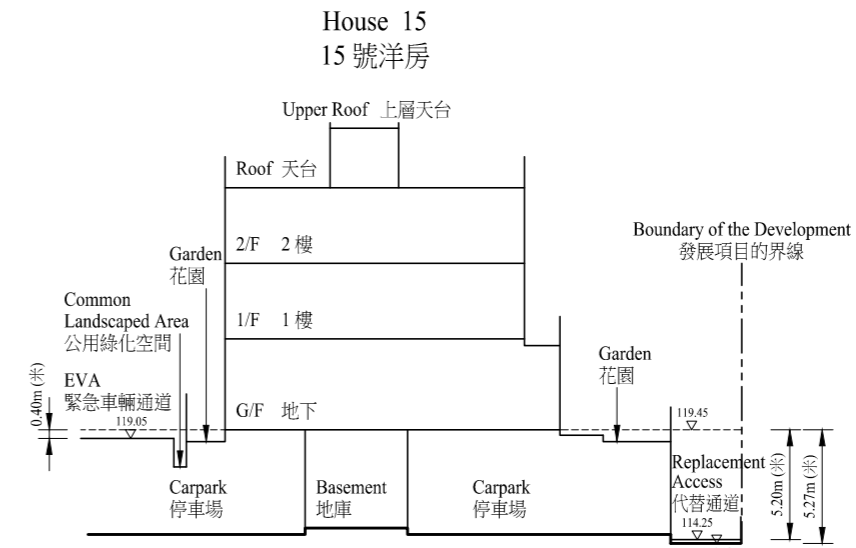 House 15
15 號洋房
Upper Roof 上層天台
Roof 天台
Boundary of the Development
發展項目的界線
2/F 2 樓
Garden
花園
Common
Landscaped Area
公用綠化空間
1/F 1 樓
Garden
花園
0.40m (米)
EVA
緊急車輛通道
119.05
G/F 地下
119.45
Replacement
Access
代替通道
114.25
5.20m (米)
5.27m (米)
Carpark
停車場
Basement
地庫
Carpark
停車場